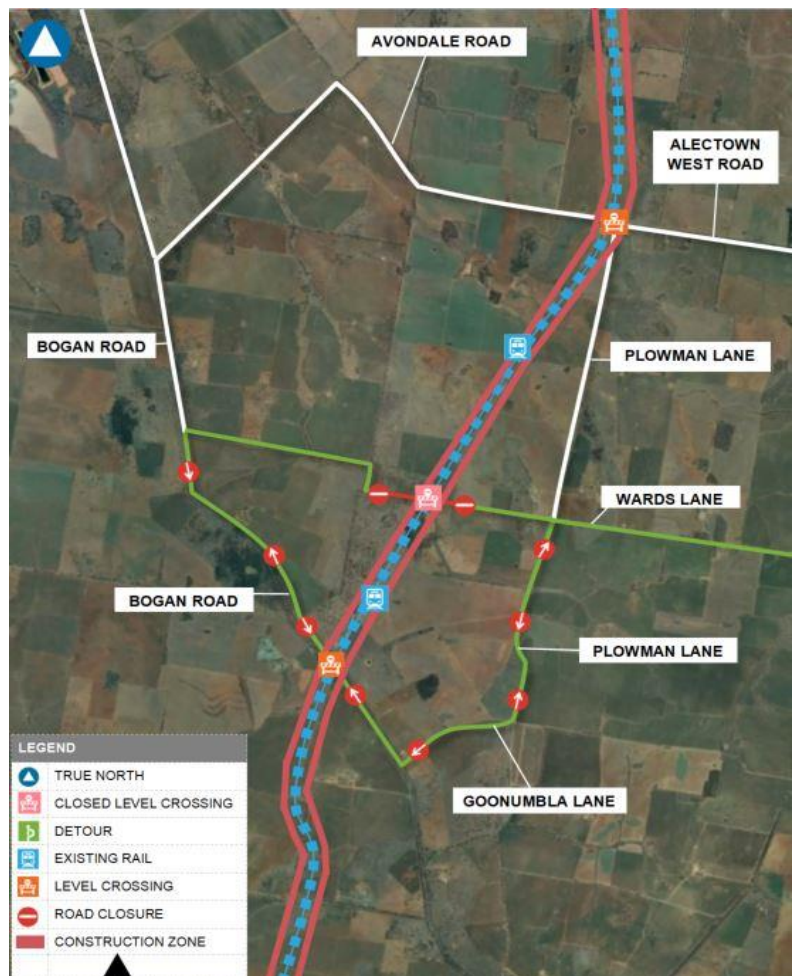 AVONDALE ROAD
ALECTOWN
WEST ROAD
BOGAN ROAD
PLOWMAN LANE
WARDS LANE
BOGAN ROAD
PLOWMAN LANE
GOONUMBLA LANE
LEGEND
TRUE NORTH
CLOSED LEVEL CROSSING
DETOUR
EXISTING RAIL
LEVEL CROSSING
ROAD CLOSURE
CONSTRUCTION ZONE